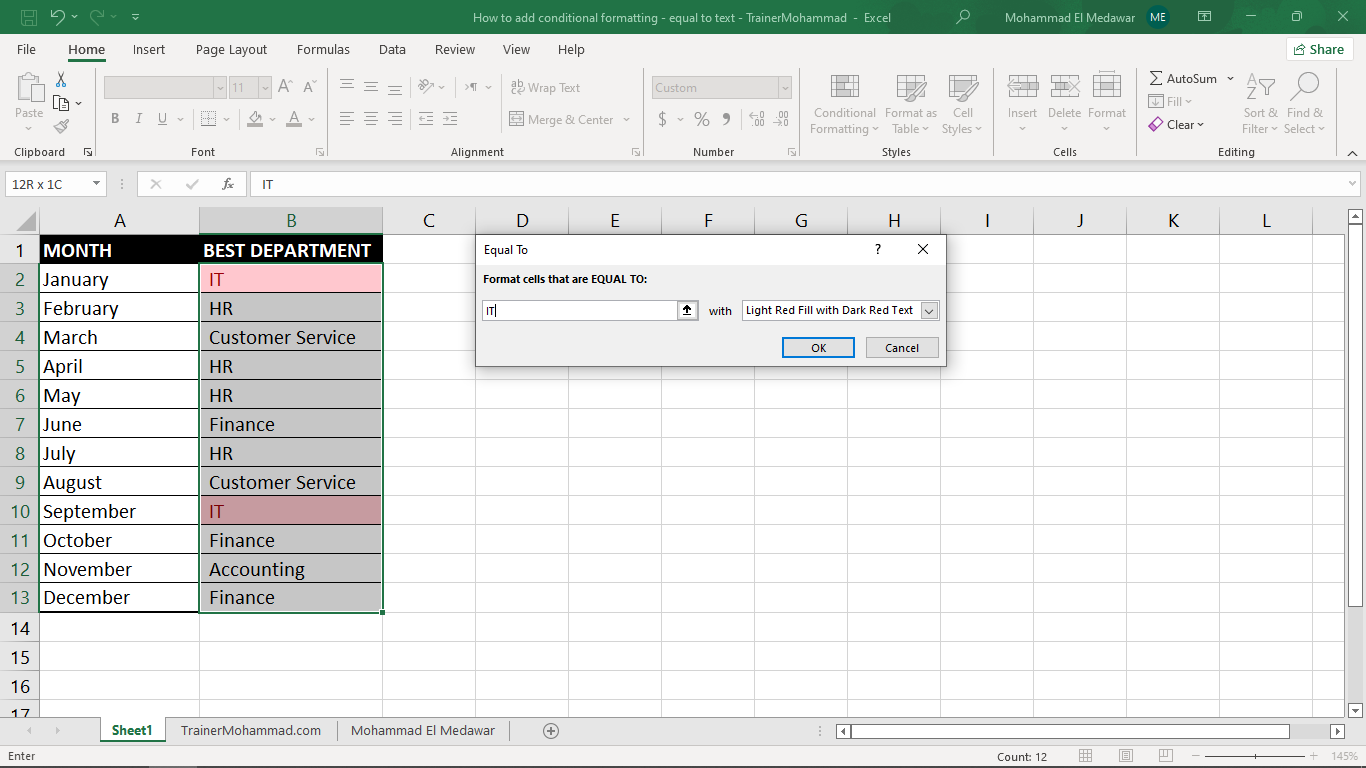 How to add conditional formatting - equal to text - TrainerMohammad - Excel
Mohammad El Medawar ME
File Home Insert Page Layout Formulas Data Review View Help Share
Paste
Clipboard
11
B I U A
Font
Wrap Text
Merge & Center
Alignment
Custom
$ % 9
Number
Conditional Formatting
Format as Table
Cell Styles
Styles
Insert Delete Format
Cells
AutoSum
Fill
Clear
Sort & Filter
Find & Select
Editing
12R x 1C fx IT
A B C D E F G H I J K L
1 MONTH BEST DEPARTMENT
2 January IT
3 February HR
4 March Customer Service
5 April HR
6 May HR
7 June Finance
8 July HR
9 August Customer Service
10 September IT
11 October Finance
12 November Accounting
13 December Finance
14
15
16
17
Equal To ?
Format cells that are EQUAL TO:
IT with Light Red Fill with Dark Red Text
OK Cancel
Sheet1 TrainerMohammad.com Mohammad El Medawar
Enter Count: 12 145%